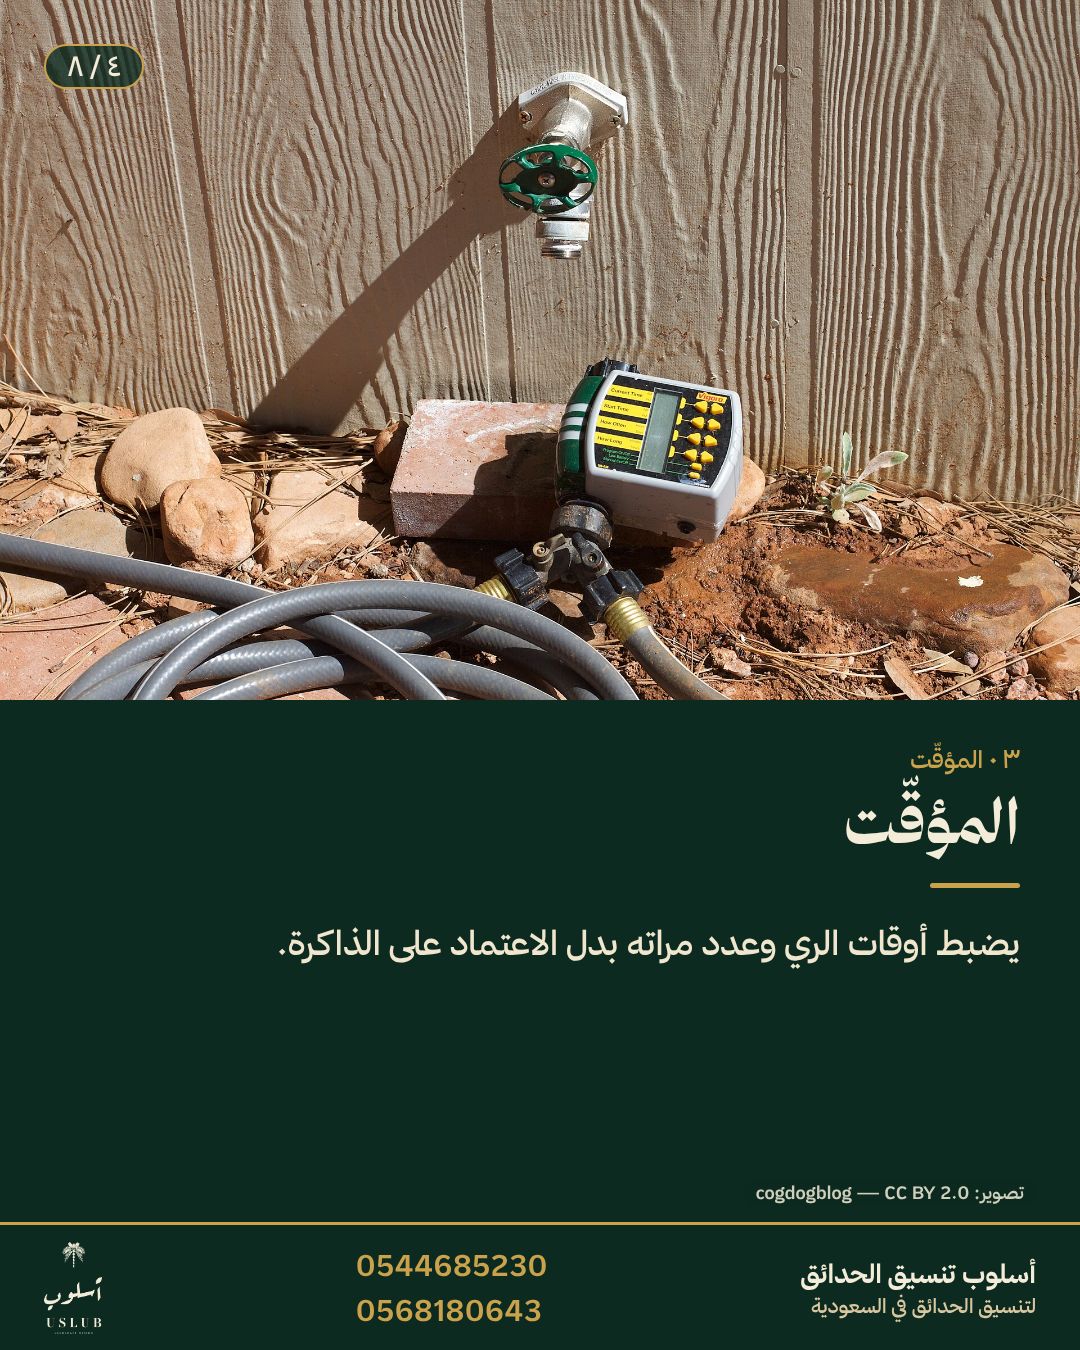 ٤ / ٨
Vigoro
Current Time
Start Time
How Often
How Long
٣ · المؤقّت
المؤقّت
يضبط أوقات الري وعدد مراته بدل الاعتماد على الذاكرة.
تصوير: cogdogblog — CC BY 2.0
أسلوب تنسيق الحدائق
لتنسيق الحدائق في السعودية
0544685230
0568180643
أسلوب
USLUB